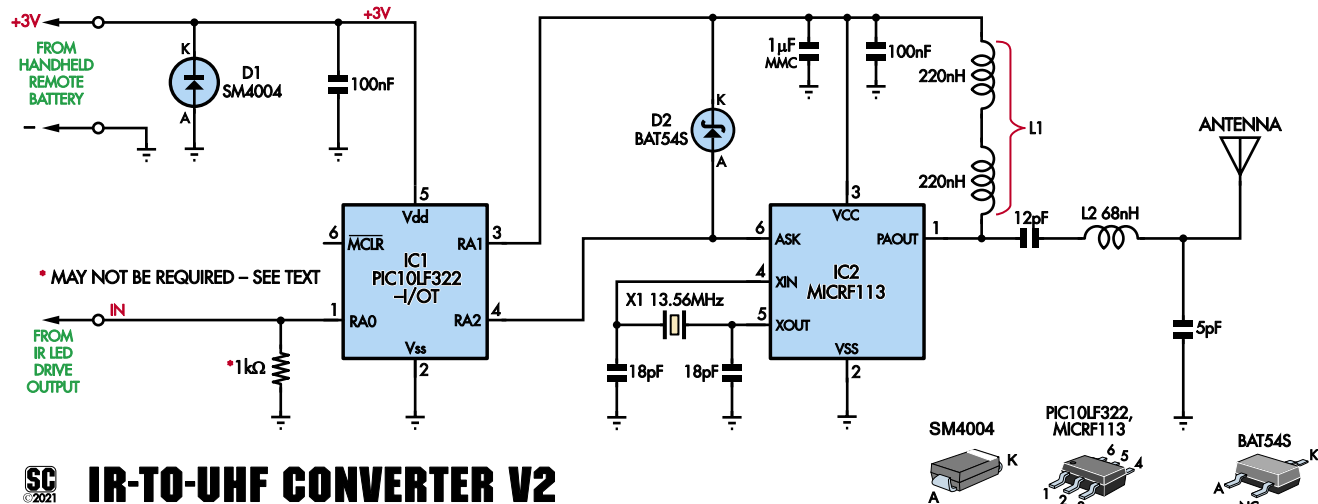 +3V
+3V
FROM
HANDHELD
REMOTE
BATTERY
–
K
D1
SM4004
A
100nF
6
MCLR
5
Vdd
RA1
3
IC1
PIC10LF322
–I/OT
1
RA0
RA2
4
Vss
2
* MAY NOT BE REQUIRED – SEE TEXT
IN
FROM
IR LED
DRIVE
OUTPUT
*1kΩ
D2
BAT54S
K
A
1µF
MMC
100nF
220nH
220nH
L1
3
VCC
6
ASK
PAOUT
1
4
XIN
IC2
MICRF113
5
XOUT
VSS
2
X1 13.56MHz
18pF
18pF
12pF
L2 68nH
ANTENNA
5pF
SC
©2021
IR-TO-UHF CONVERTER V2
SM4004
K
A
PIC10LF322,
MICRF113
6
5
4
1
2
3
BAT54S
K
A
NC